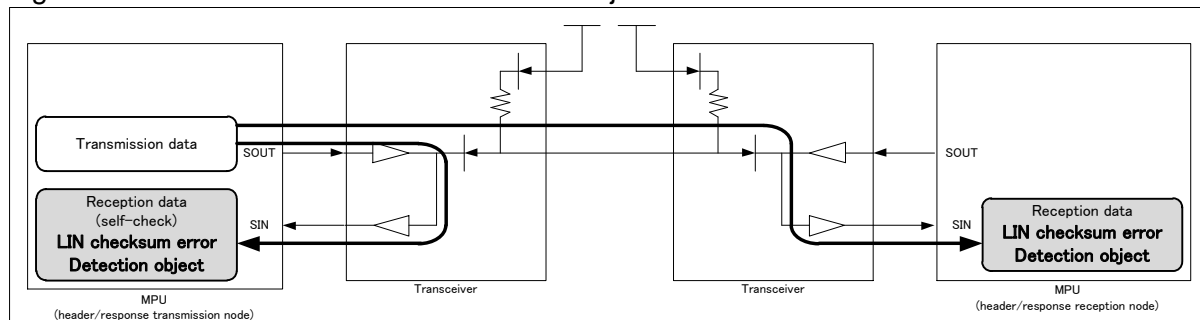 Transmission data
SOUT
SOUT
Reception data
(self-check)
LIN checksum error
Detection object
SIN
SIN
Reception data
LIN checksum error
Detection object
MPU
(header/response transmission node)
Transceiver
Transceiver
MPU
(header/response reception node)